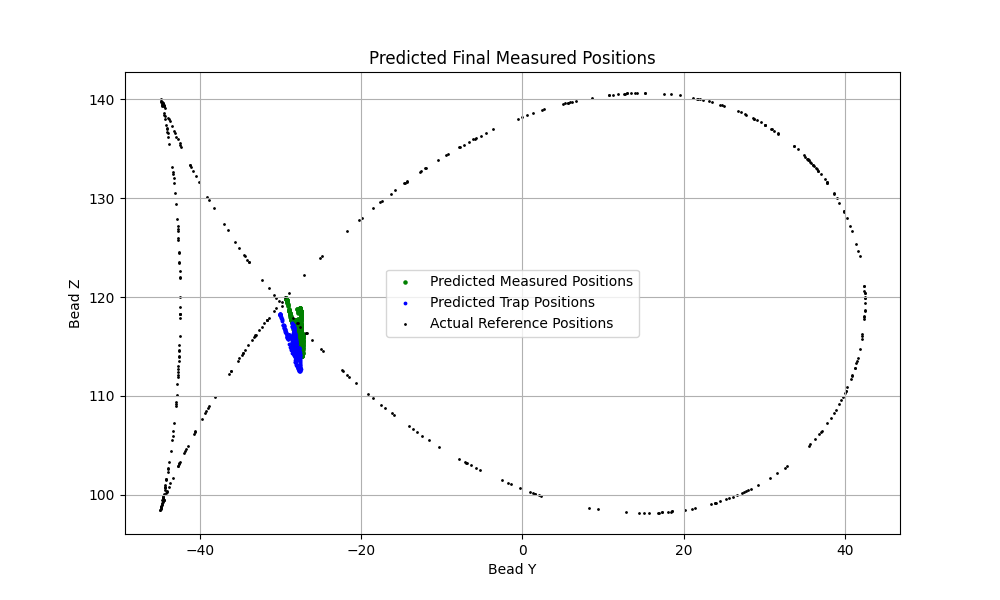 Predicted Final Measured Positions
Bead Z
140
130
120
110
100
Predicted Measured Positions
Predicted Trap Positions
Actual Reference Positions
−40
−20
0
20
40
Bead Y